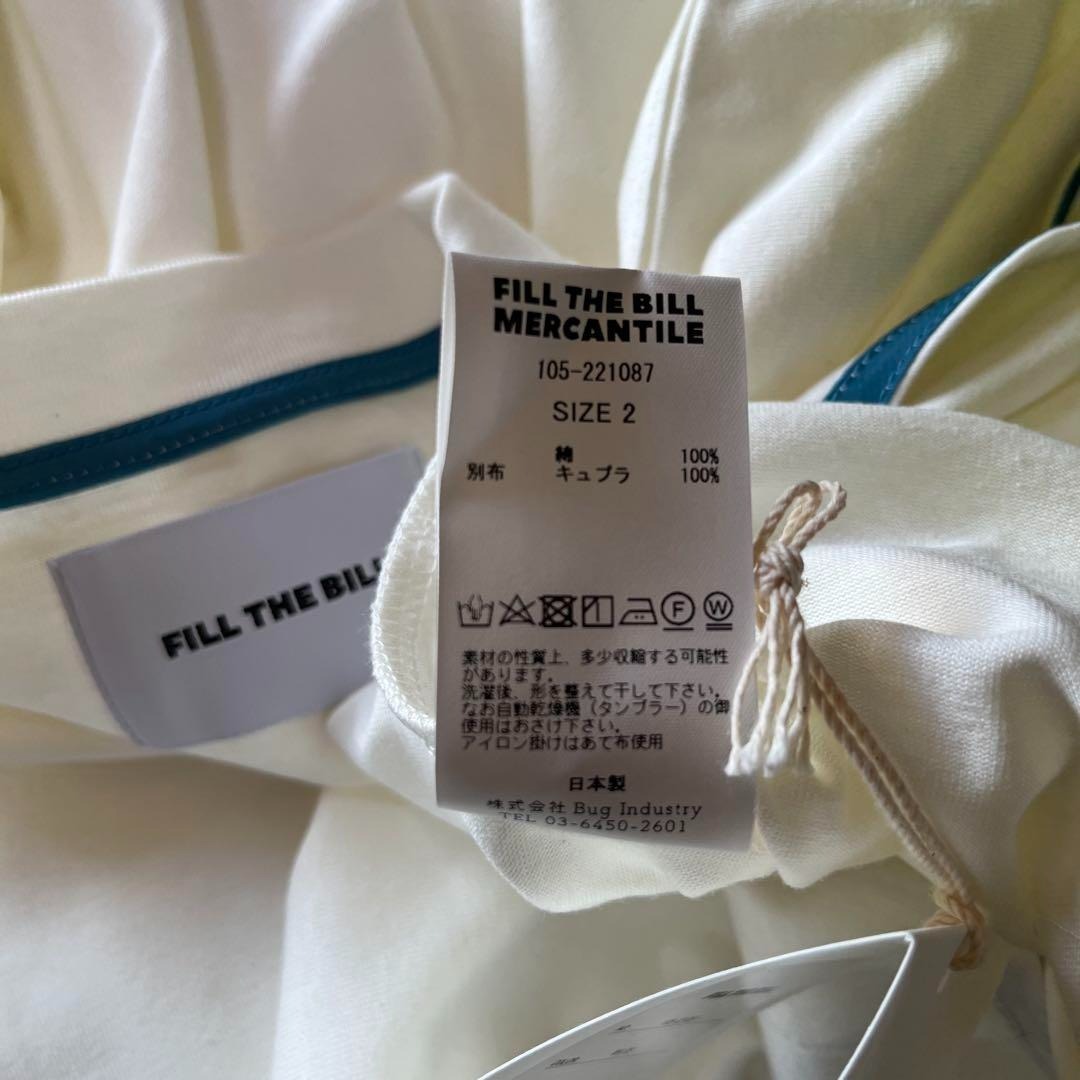 FILL THE BILL
MERCANTILE
105-221087
SIZE 2
綿 100%
別布 キュプラ 100%
F W
素材の性質上、多少収縮する可能性
があります。
洗濯後、形を整えて干して下さい。
なお自動乾燥機（タンブラー）の御
使用はおさけ下さい。
アイロン掛けはあて布使用
日本製
株式会社 Bug Industry
TEL 03-6450-2601
FILL THE BILL